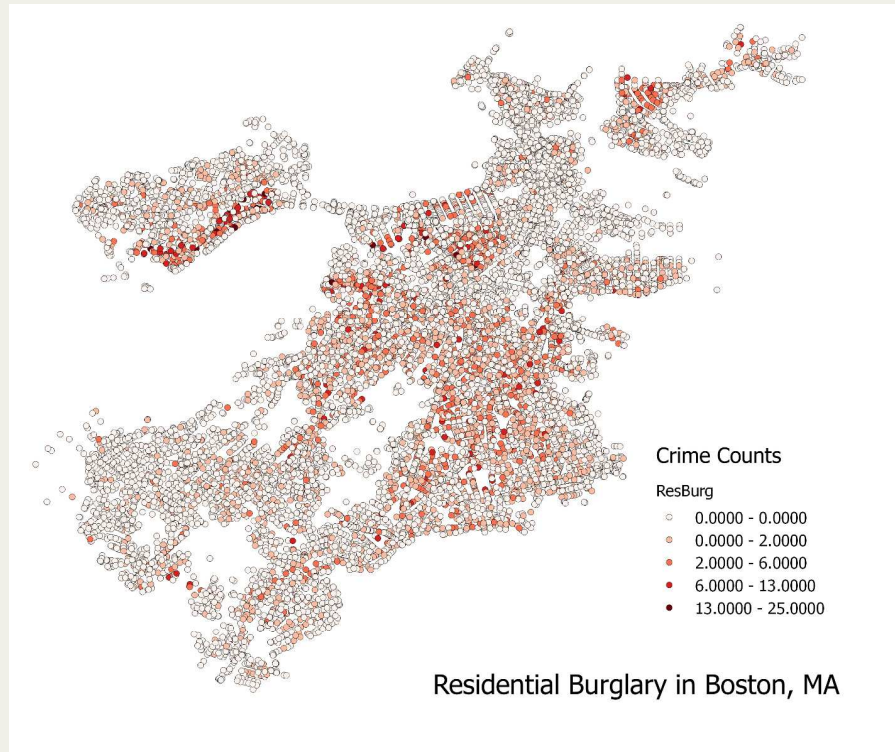 Crime Counts
ResBurg
0.0000 - 0.0000
0.0000 - 2.0000
2.0000 - 6.0000
6.0000 - 13.0000
13.0000 - 25.0000
Residential Burglary in Boston, MA